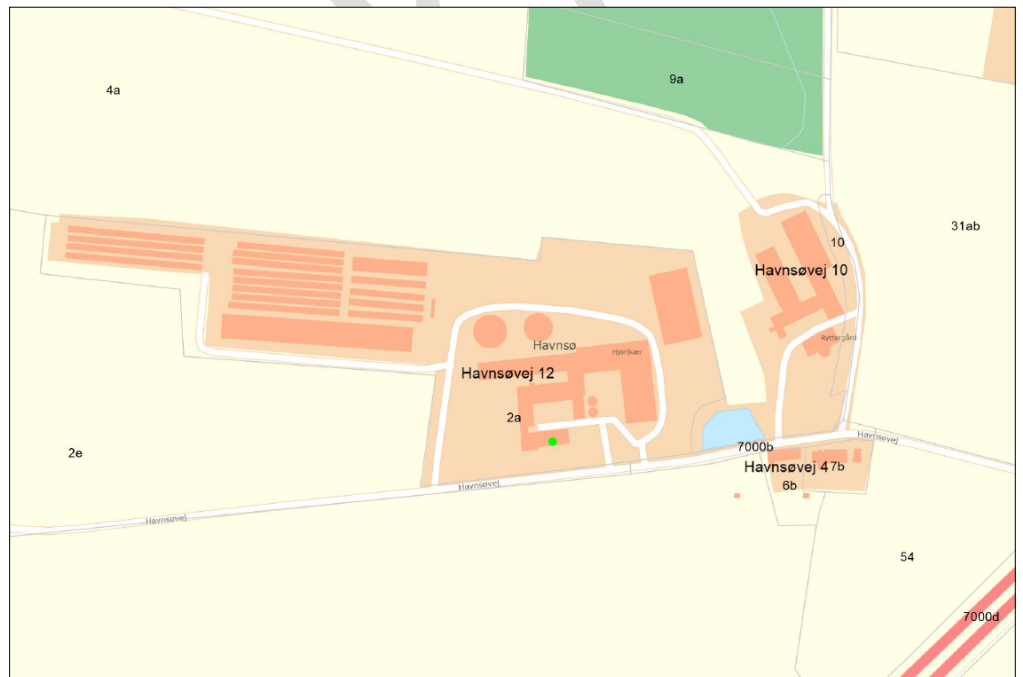 9a
4a
31ab
10
Havnsøvej 10
Ryttergård
Havnsø
Hjortkær
Havnsøvej 12
2a
Havnsøvej
7000b
2e
Havnsøvej 4
7b
6b
Havnsøvej
Havnsøvej
54
7000d